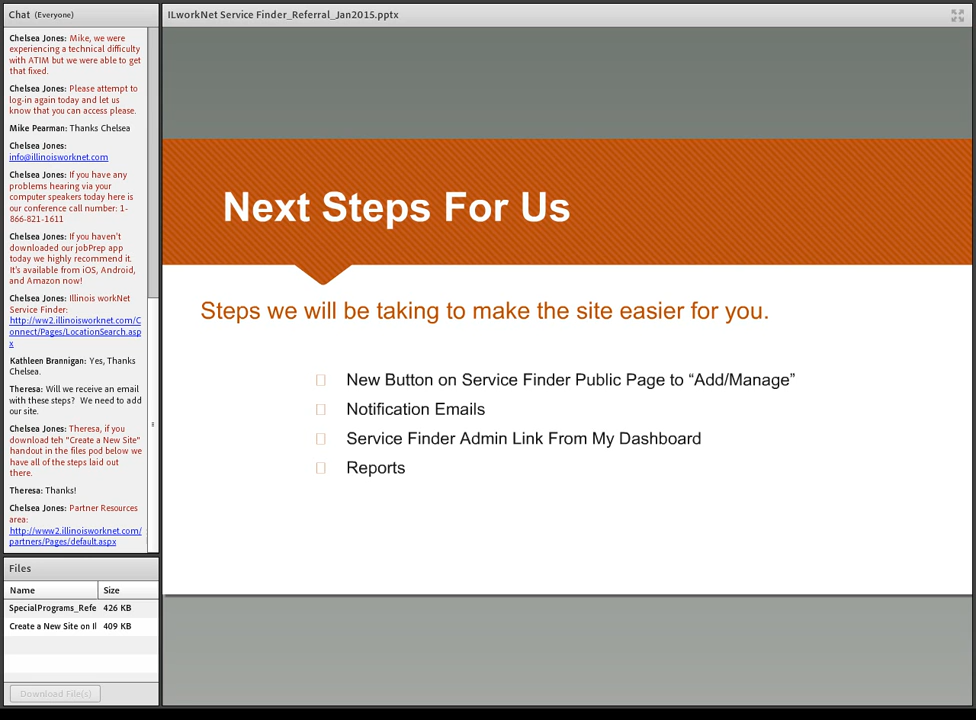 Chat (Everyone)
Chelsea Jones: Mike, we were
experiencing a technical difficulty
with ATIM but we were able to get
that fixed.
Chelsea Jones: Please attempt to
log-in again today and let us
know that you can access please.
Mike Pearman: Thanks Chelsea
Chelsea Jones:
info@illinoisworknet.com
Chelsea Jones: If you have any
problems hearing via your
computer speakers today here is
our conference call number: 1-
866-821-1611
Chelsea Jones: If you haven't
downloaded our jobPrep app
today we highly recommend it.
It's available from iOS, Android,
and Amazon now!
Chelsea Jones: Illinois workNet
Service Finder:
http://ww2.illinoisworknet.com/C
onnect/Pages/LocationSearch.asp
x
Kathleen Brannigan: Yes, Thanks
Chelsea.
Theresa: Will we receive an email
with these steps? We need to add
our site.
Chelsea Jones: Theresa, if you
download teh "Create a New Site"
handout in the files pod below we
have all of the steps laid out
there.
Theresa: Thanks!
Chelsea Jones: Partner Resources
area:
http://www2.illinoisworknet.com/
partners/Pages/default.aspx
Files
Name Size
SpecialPrograms_Refe 426 KB
Create a New Site on Il 409 KB
Download File(s)
ILworkNet Service Finder_Referral_Jan2015.pptx
Next Steps For Us
Steps we will be taking to make the site easier for you.
New Button on Service Finder Public Page to “Add/Manage”
Notification Emails
Service Finder Admin Link From My Dashboard
Reports